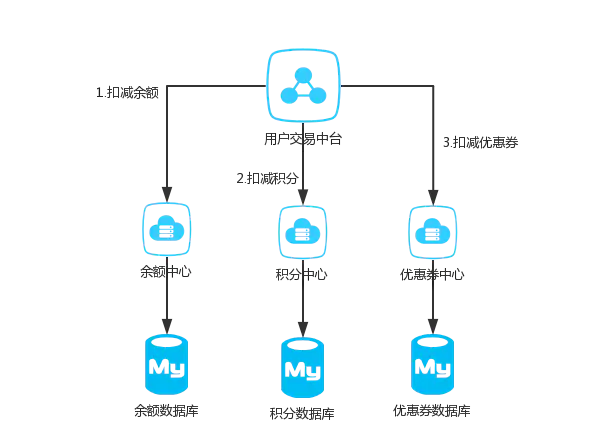 1.扣减余额
用户交易中台
3.扣减优惠券
2.扣减积分
余额中心
积分中心
优惠券中心
My
My
My
余额数据库
积分数据库
优惠券数据库